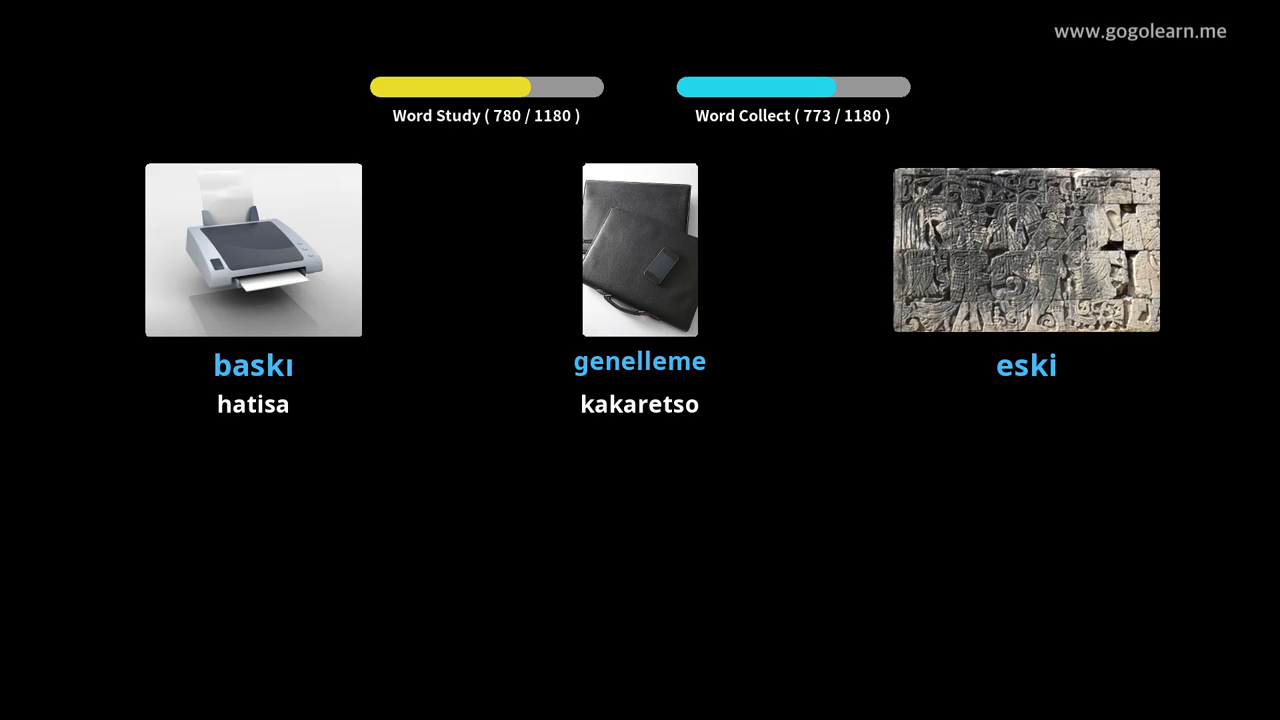 www.gogolearn.me
Word Study ( 780 / 1180 )
Word Collect ( 773 / 1180 )
baskı
hatisa
genelleme
kakaretso
eski